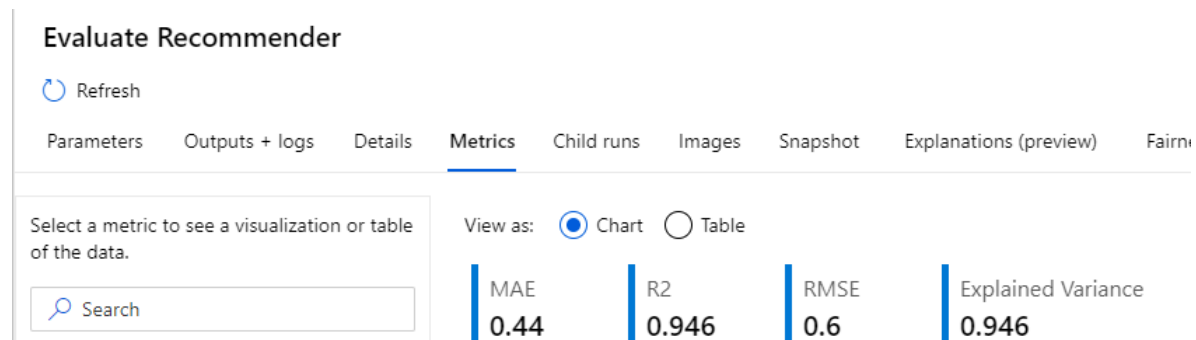 Evaluate Recommender
Refresh
Parameters Outputs + logs Details Metrics Child runs Images Snapshot Explanations (preview) Fairne
Select a metric to see a visualization or table
of the data.
Search
View as: Chart Table
MAE R2 RMSE Explained Variance
0.44 0.946 0.6 0.946